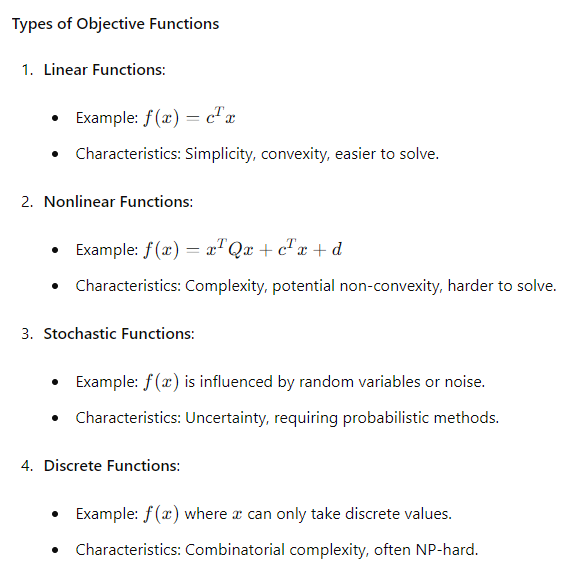 Types of Objective Functions
1. Linear Functions:
• Example: f(x) = c^T x
• Characteristics: Simplicity, convexity, easier to solve.
2. Nonlinear Functions:
• Example: f(x) = x^T Qx + c^T x + d
• Characteristics: Complexity, potential non-convexity, harder to solve.
3. Stochastic Functions:
• Example: f(x) is influenced by random variables or noise.
• Characteristics: Uncertainty, requiring probabilistic methods.
4. Discrete Functions:
• Example: f(x) where x can only take discrete values.
• Characteristics: Combinatorial complexity, often NP-hard.